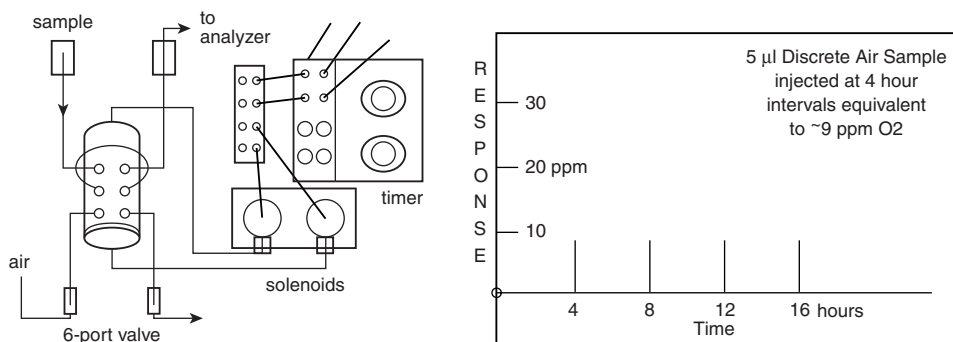 sample
to
analyzer
timer
solenoids
air
6-port valve
RESPONSE
5 µl Discrete Air Sample
injected at 4 hour
intervals equivalent
to ~9 ppm O2
30
20 ppm
10
4 8 12 16 hours
Time